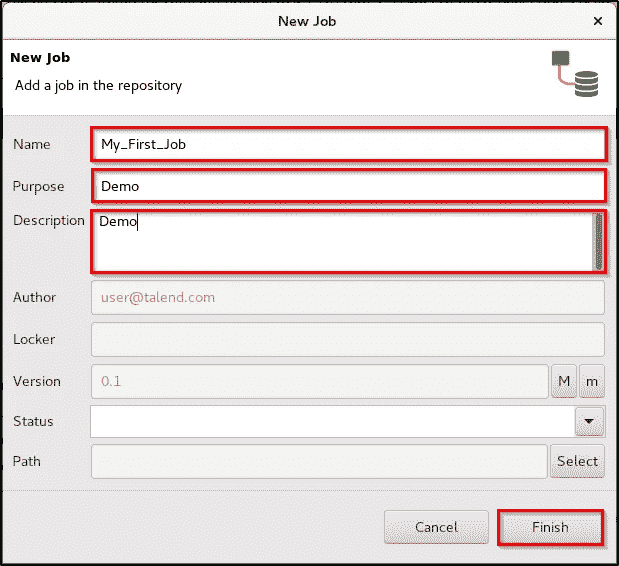 New Job
New Job
Add a job in the repository
Name My_First_Job
Purpose Demo
Description Demo
Author user@talend.com
Locker
Version 0.1 M m
Status
Path Select
Cancel Finish